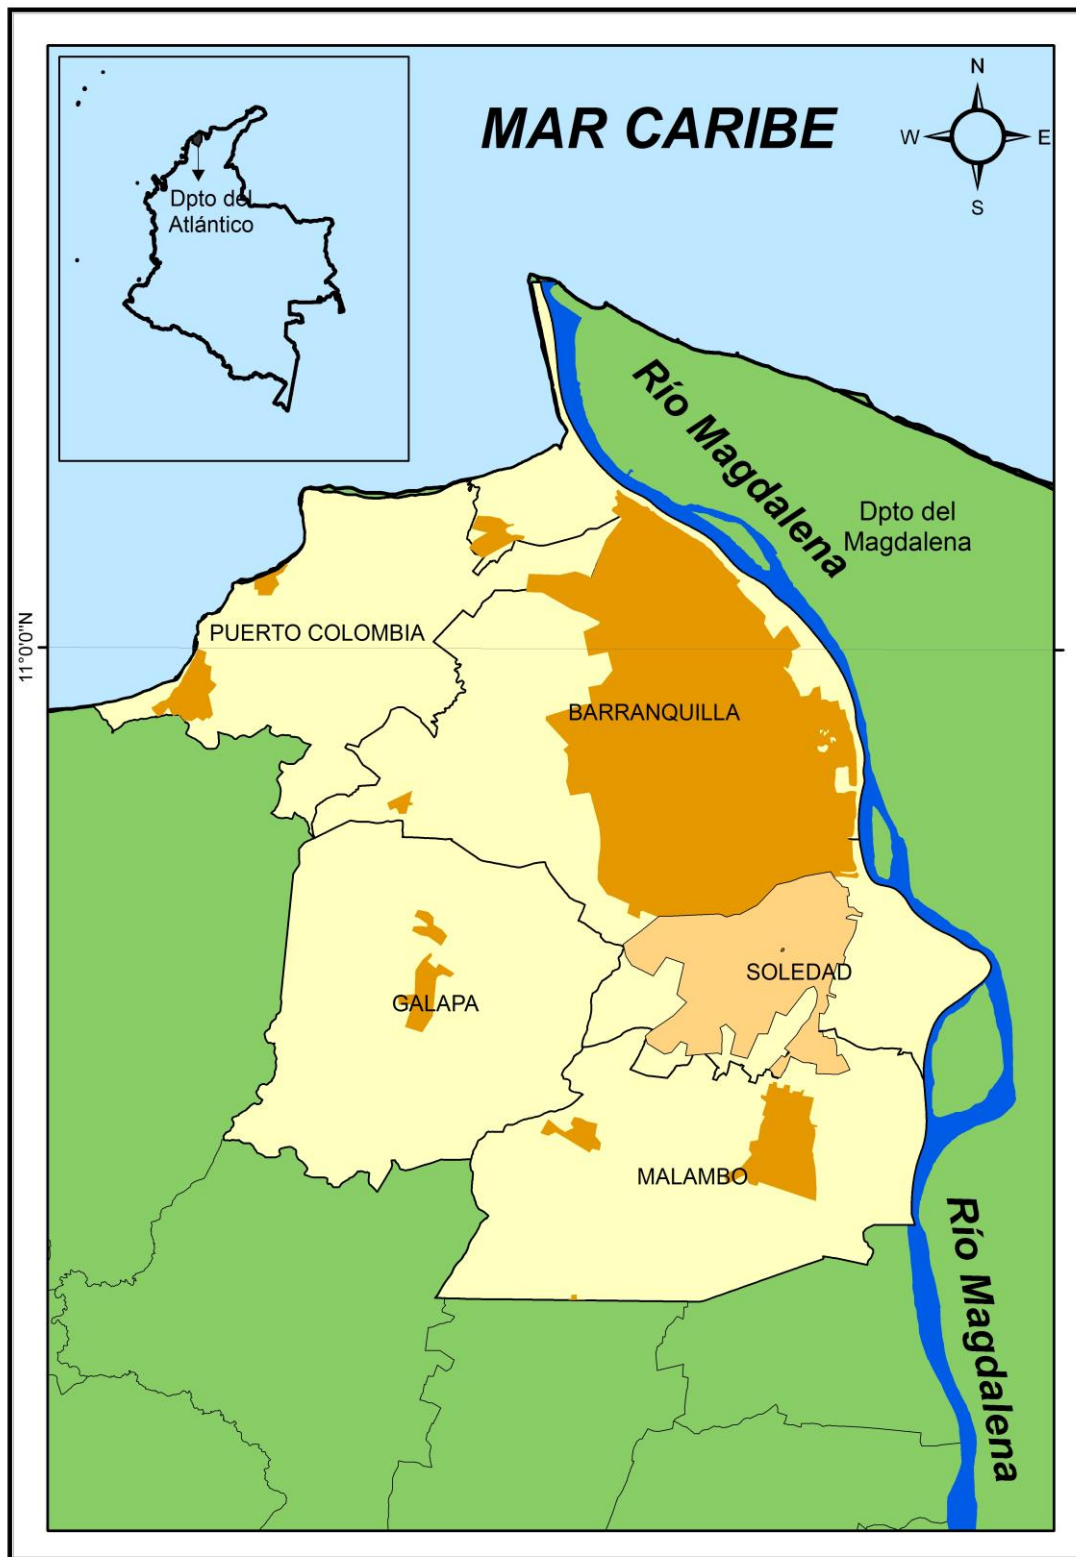 MAR CARIBE
N
W
E
S
Dpto del
Atlántico
Río Magdalena
Dpto del
Magdalena
11°0'0"N
PUERTO COLOMBIA
BARRANQUILLA
SOLEDAD
GALAPA
MALAMBO
Río Magdalena